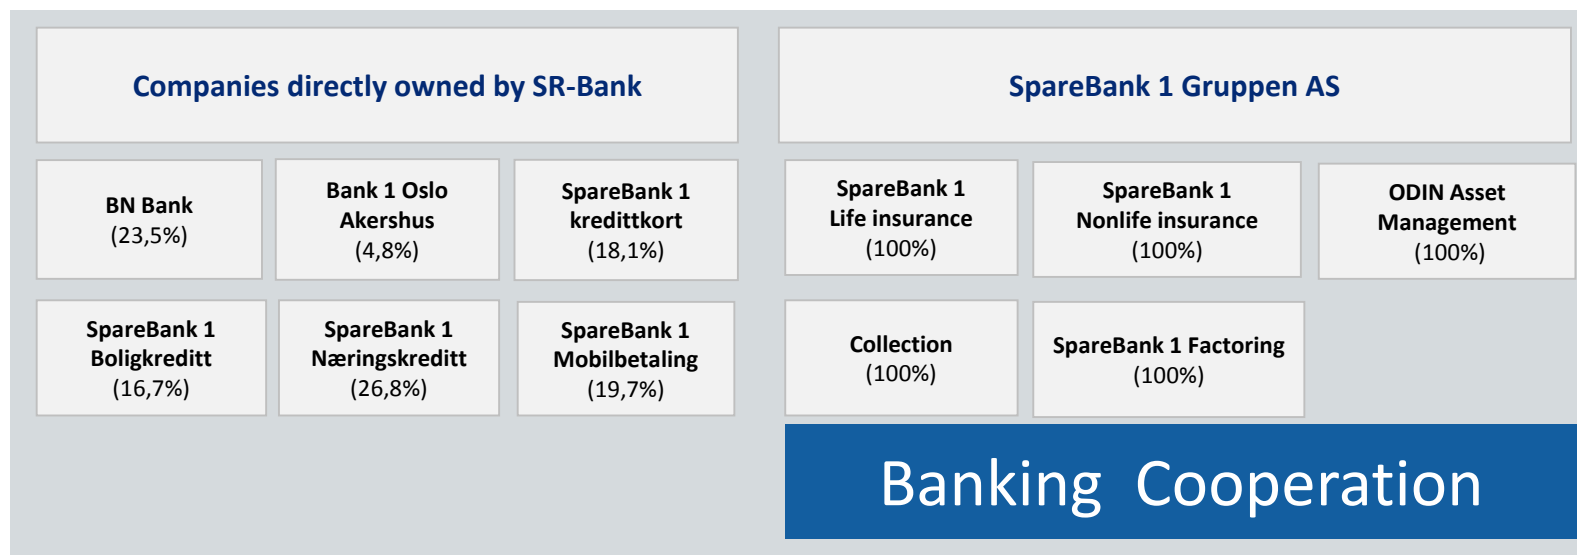 Companies directly owned by SR-Bank
SpareBank 1 Gruppen AS
BN Bank
(23,5%)
Bank 1 Oslo
Akershus
(4,8%)
SpareBank 1
kredittkort
(18,1%)
SpareBank 1
Life insurance
(100%)
SpareBank 1
Nonlife insurance
(100%)
ODIN Asset
Management
(100%)
SpareBank 1
Boligkreditt
(16,7%)
SpareBank 1
Næringskreditt
(26,8%)
SpareBank 1
Mobilbetaling
(19,7%)
Collection
(100%)
SpareBank 1 Factoring
(100%)
Banking Cooperation